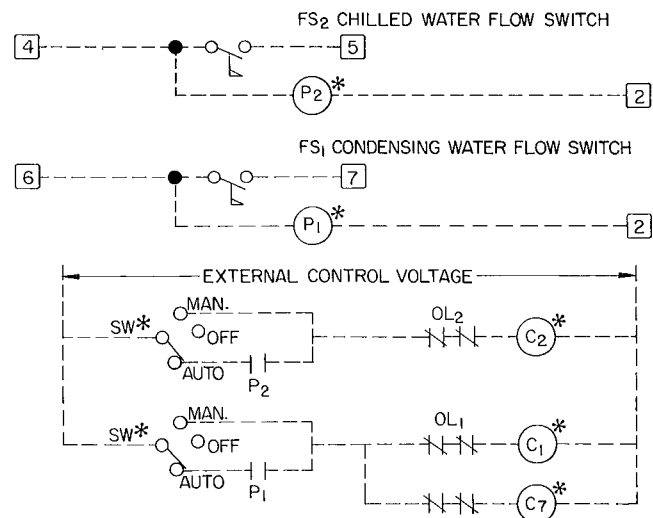 FS2 CHILLED WATER FLOW SWITCH
4 5
P2* 2
FS1 CONDENSING WATER FLOW SWITCH
6 7
P1* 2
EXTERNAL CONTROL VOLTAGE
MAN.
SW* OFF OL2 C2*
AUTO P2
MAN.
SW* OFF OL1 C1*
AUTO P1
C7*